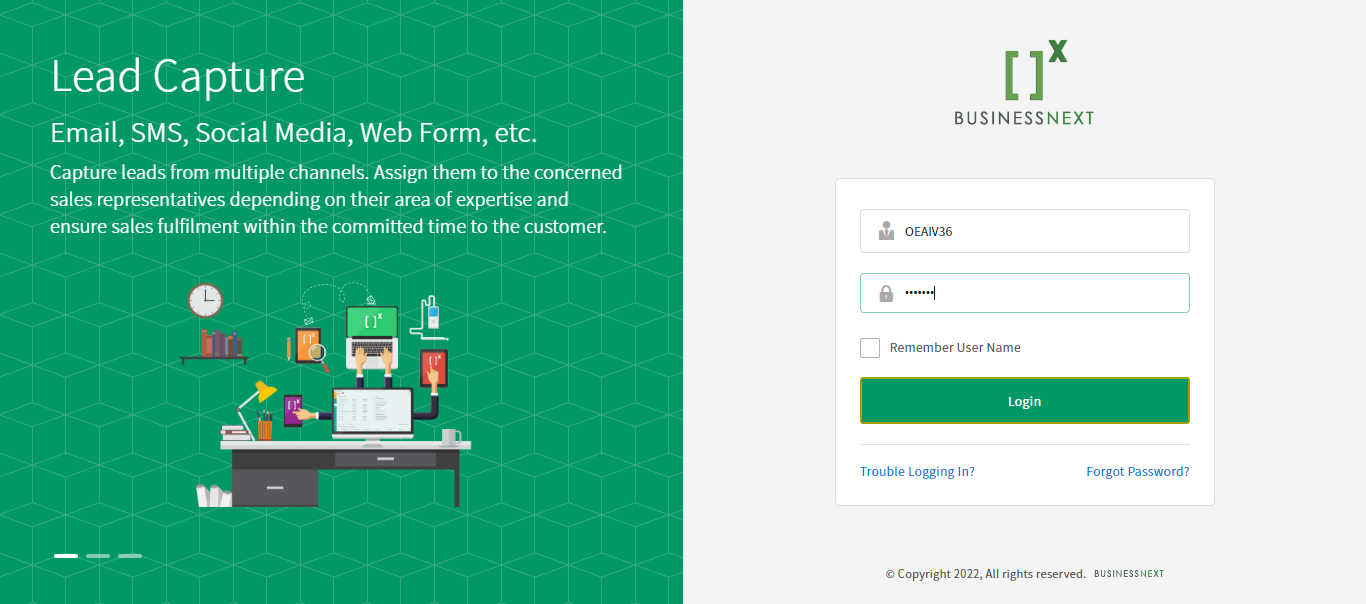 Lead Capture
Email, SMS, Social Media, Web Form, etc.
Capture leads from multiple channels. Assign them to the concerned
sales representatives depending on their area of expertise and
ensure sales fulfilment within the committed time to the customer.
[ ]X
BUSINESSNEXT
OEAIV36
•••••••
Remember User Name
Login
Trouble Logging In?
Forgot Password?
© Copyright 2022, All rights reserved. BUSINESSNEXT